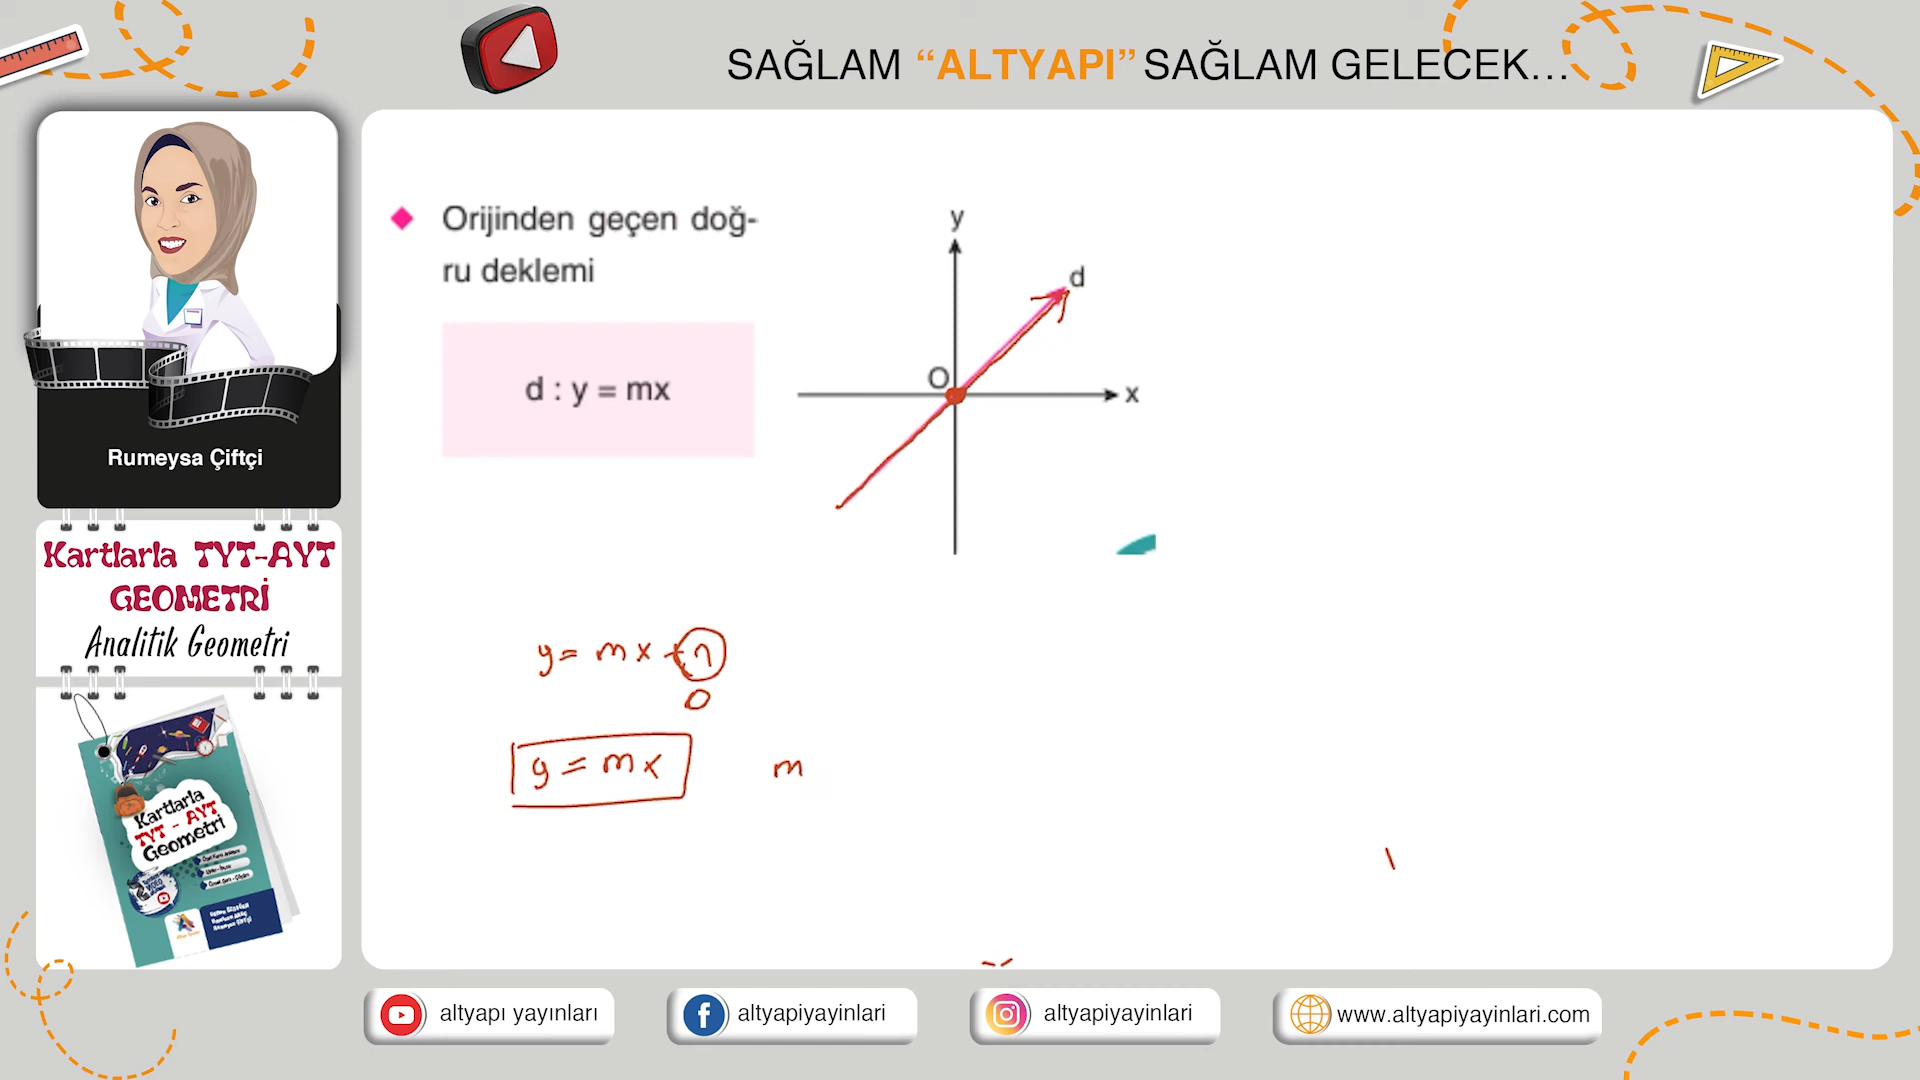 SAĞLAM “ALTYAPI” SAĞLAM GELECEK...
Rumeysa Çiftçi
Kartlarla TYT-AYT
GEOMETRİ
Analitik Geometri
Kartlarla
TYT - AYT
Geometri
Orijinden geçen doğ-
ru deklemi
d : y = mx
y
d
O
x
y = mx + n
0
y = mx
m
altyapı yayınları
altyapiyayinlari
altyapiyayinlari
www.altyapiyayinlari.com